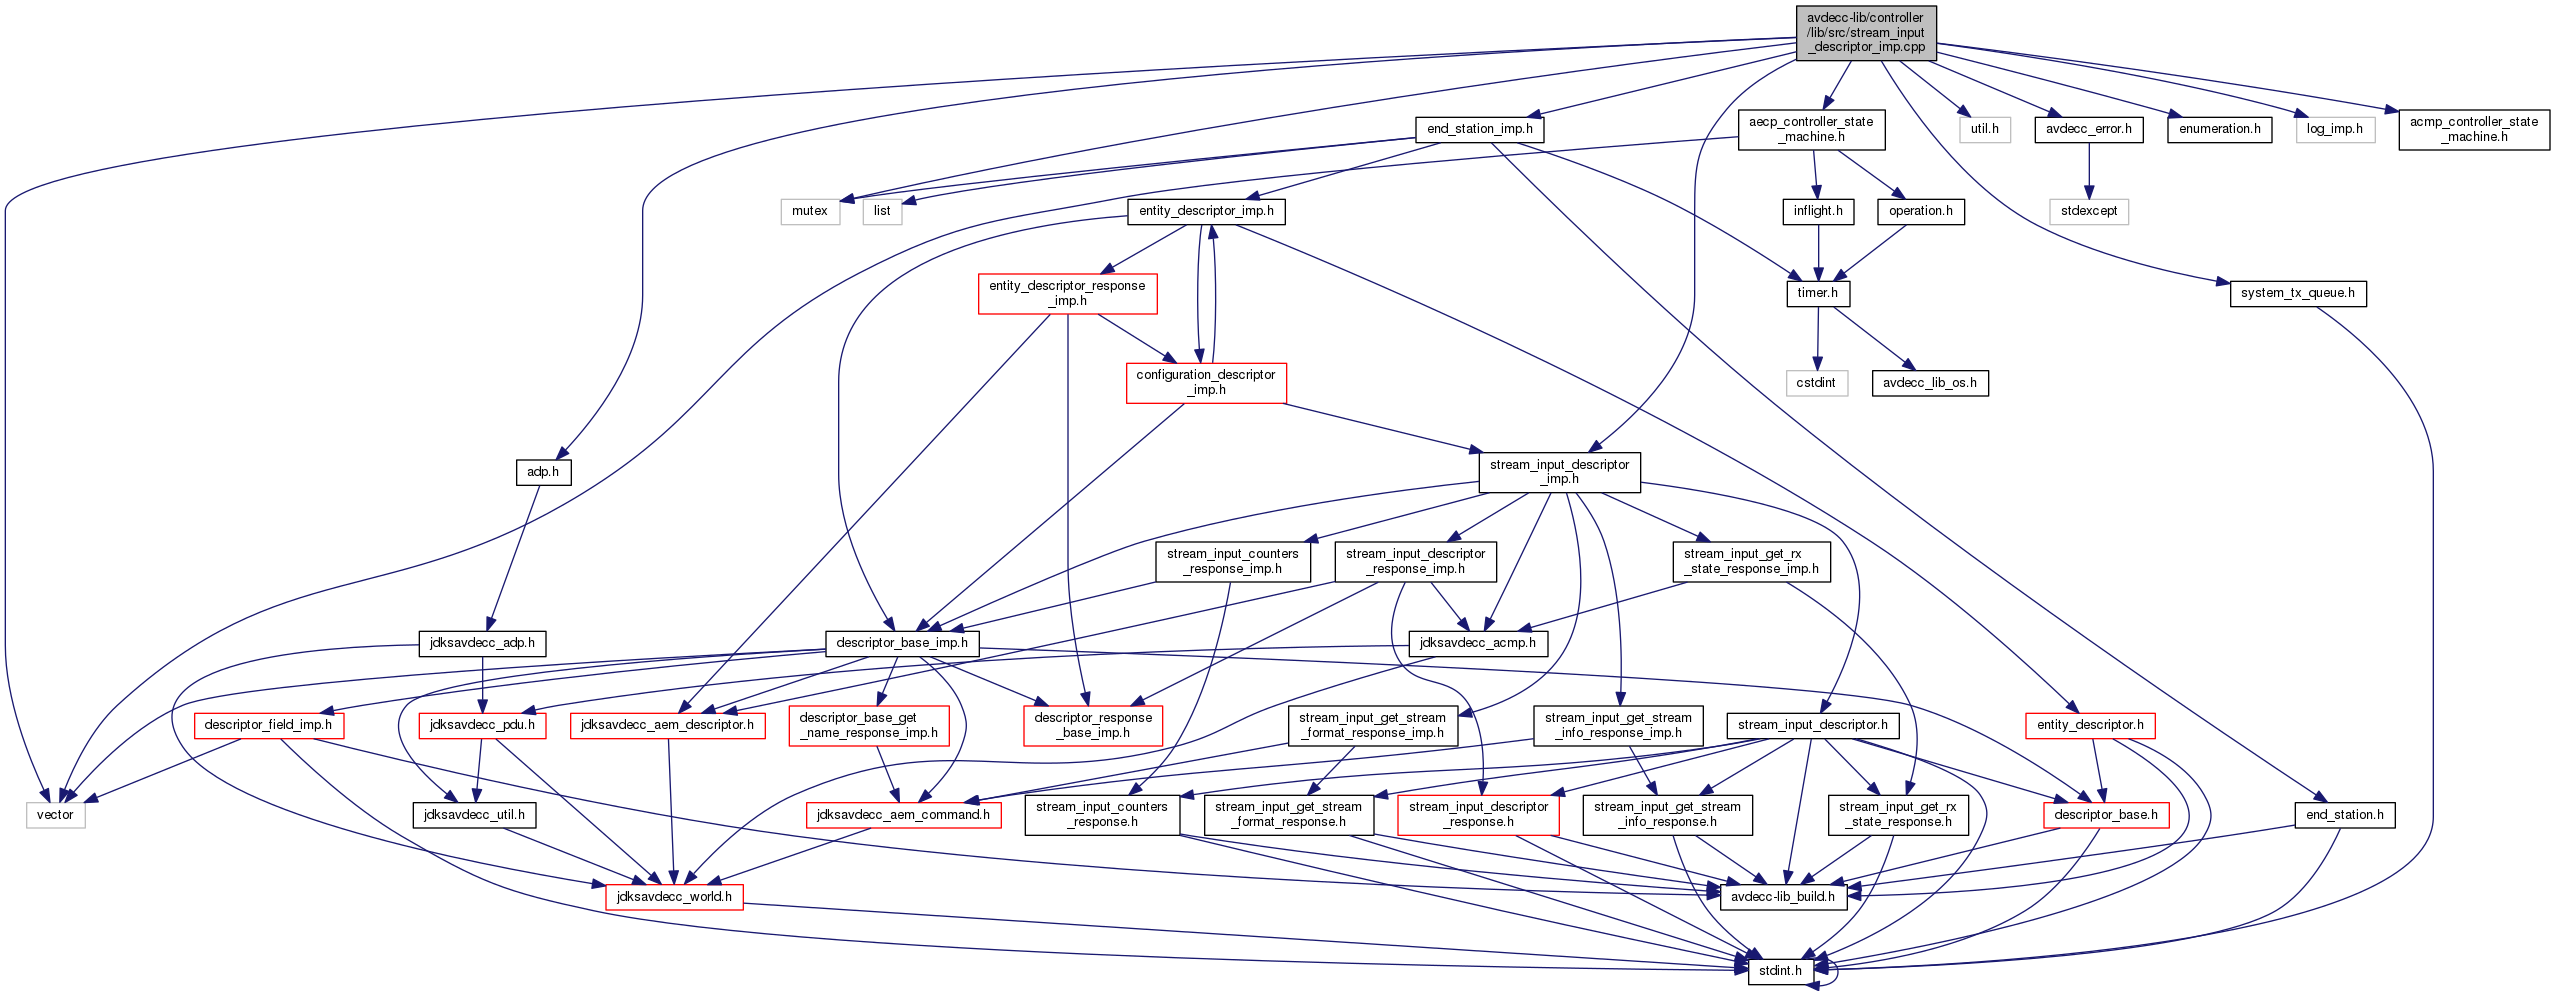 avdecc-lib/controller
/lib/src/stream_input
_descriptor_imp.cpp
end_station_imp.h
aecp_controller_state
_machine.h
util.h
avdecc_error.h
enumeration.h
log_imp.h
acmp_controller_state
_machine.h
mutex
list
entity_descriptor_imp.h
inflight.h
operation.h
stdexcept
entity_descriptor_response
_imp.h
timer.h
system_tx_queue.h
configuration_descriptor
_imp.h
cstdint
avdecc_lib_os.h
adp.h
stream_input_descriptor
_imp.h
stream_input_counters
_response_imp.h
stream_input_descriptor
_response_imp.h
stream_input_get_rx
_state_response_imp.h
jdksavdecc_adp.h
descriptor_base_imp.h
jdksavdecc_acmp.h
descriptor_field_imp.h
jdksavdecc_pdu.h
jdksavdecc_aem_descriptor.h
descriptor_base_get
_name_response_imp.h
descriptor_response
_base_imp.h
stream_input_get_stream
_format_response_imp.h
stream_input_get_stream
_info_response_imp.h
stream_input_descriptor.h
entity_descriptor.h
vector
jdksavdecc_util.h
jdksavdecc_aem_command.h
stream_input_counters
_response.h
stream_input_get_stream
_format_response.h
stream_input_descriptor
_response.h
stream_input_get_stream
_info_response.h
stream_input_get_rx
_state_response.h
descriptor_base.h
end_station.h
jdksavdecc_world.h
avdecc-lib_build.h
stdint.h